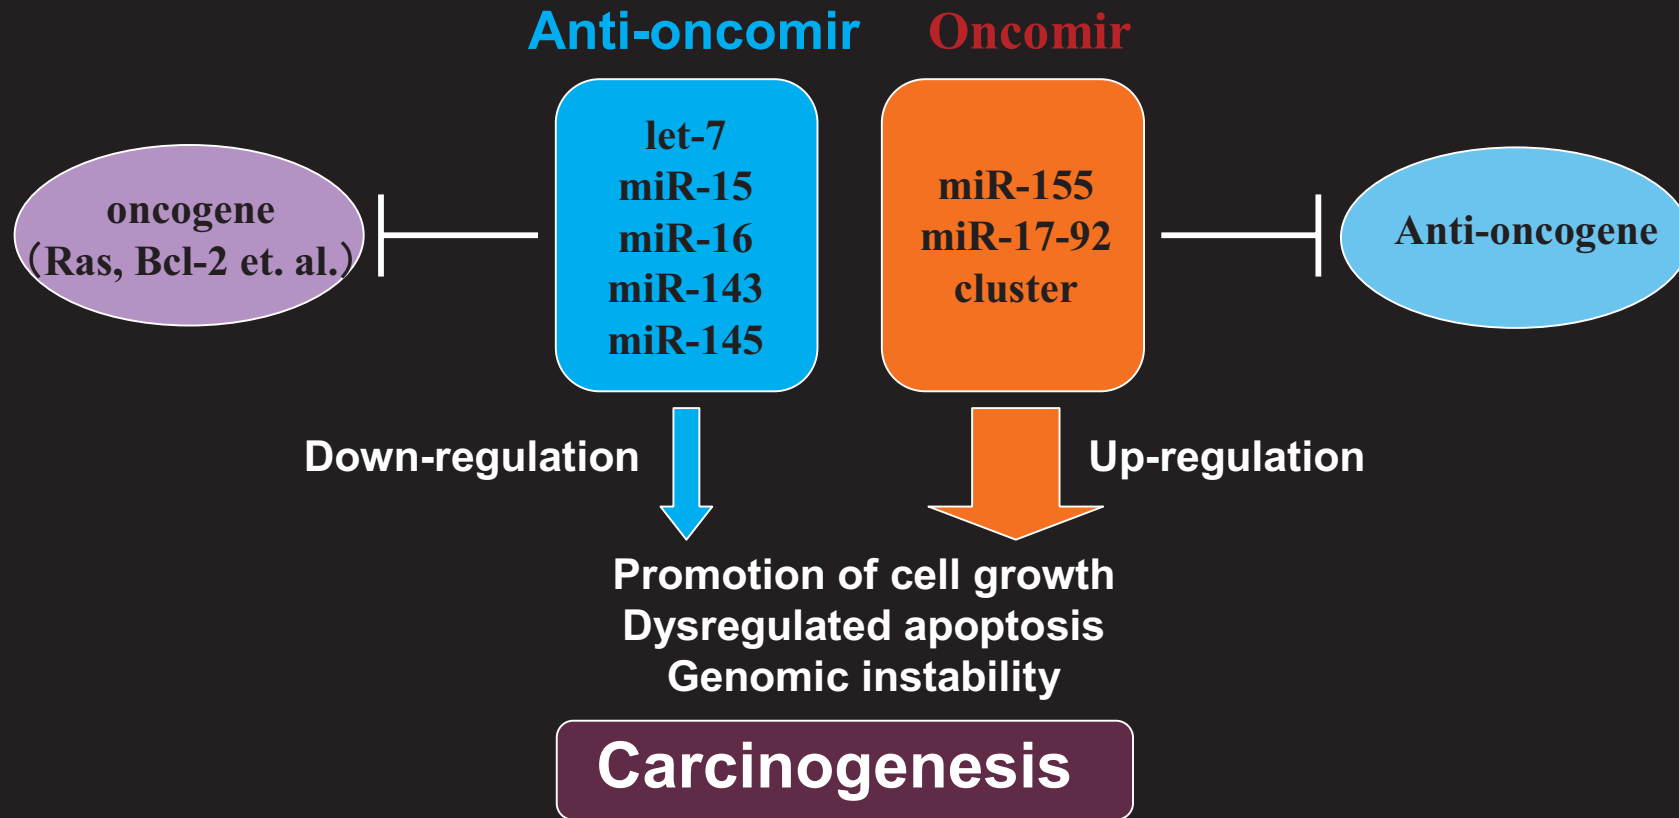 Anti-oncomir
Oncomir
let-7
miR-15
miR-16
miR-143
miR-145
miR-155
miR-17-92
cluster
oncogene
（Ras, Bcl-2 et. al.）
Anti-oncogene
Down-regulation
Up-regulation
Promotion of cell growth
Dysregulated apoptosis
Genomic instability
Carcinogenesis